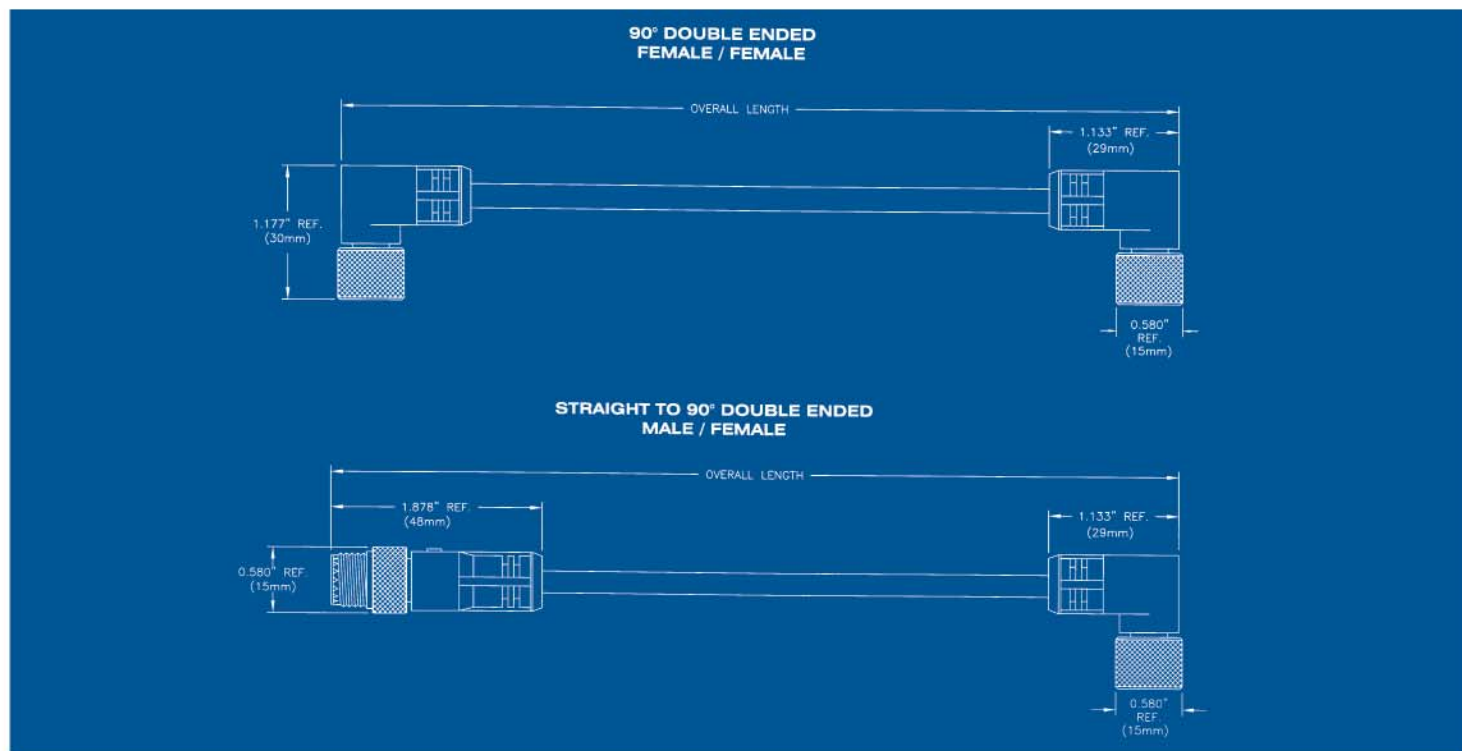 90° DOUBLE ENDED
FEMALE / FEMALE
OVERALL LENGTH
1.133" REF.
(29mm)
1.177" REF.
(30mm)
0.580"
REF.
(15mm)
STRAIGHT TO 90° DOUBLE ENDED
MALE / FEMALE
OVERALL LENGTH
1.878" REF.
(48mm)
1.133" REF.
(29mm)
0.580" REF.
(15mm)
0.580"
REF.
(15mm)